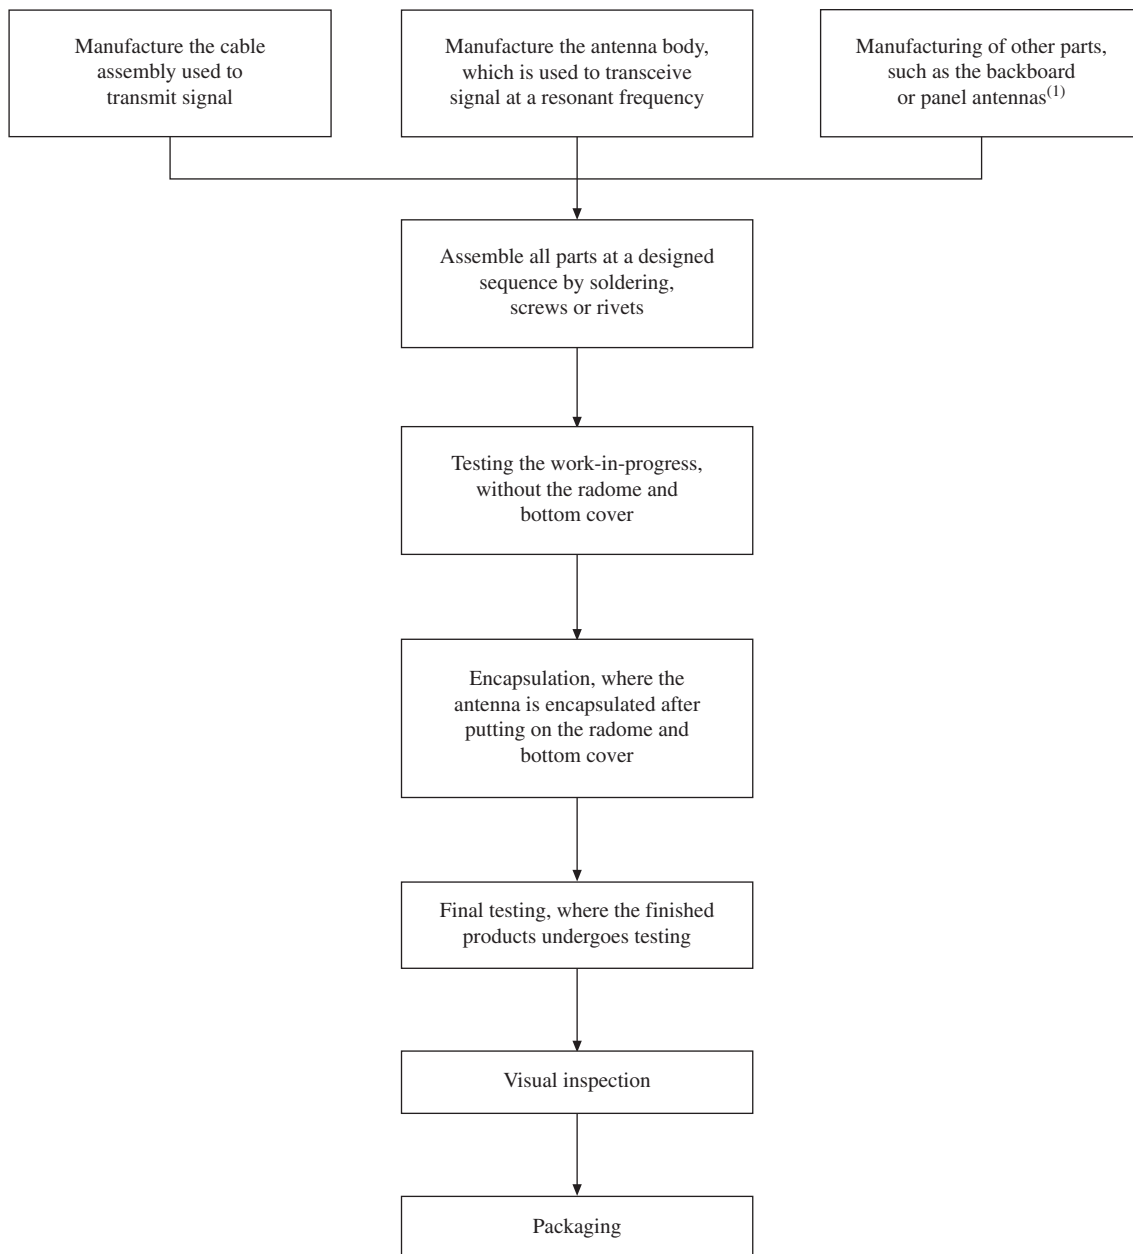 Manufacture the cable
assembly used to
transmit signal
Manufacture the antenna body,
which is used to transceive
signal at a resonant frequency
Manufacturing of other parts,
such as the backboard
or panel antennas(1)
Assemble all parts at a designed
sequence by soldering,
screws or rivets
Testing the work-in-progress,
without the radome and
bottom cover
Encapsulation, where the
antenna is encapsulated after
putting on the radome and
bottom cover
Final testing, where the finished
products undergoes testing
Visual inspection
Packaging